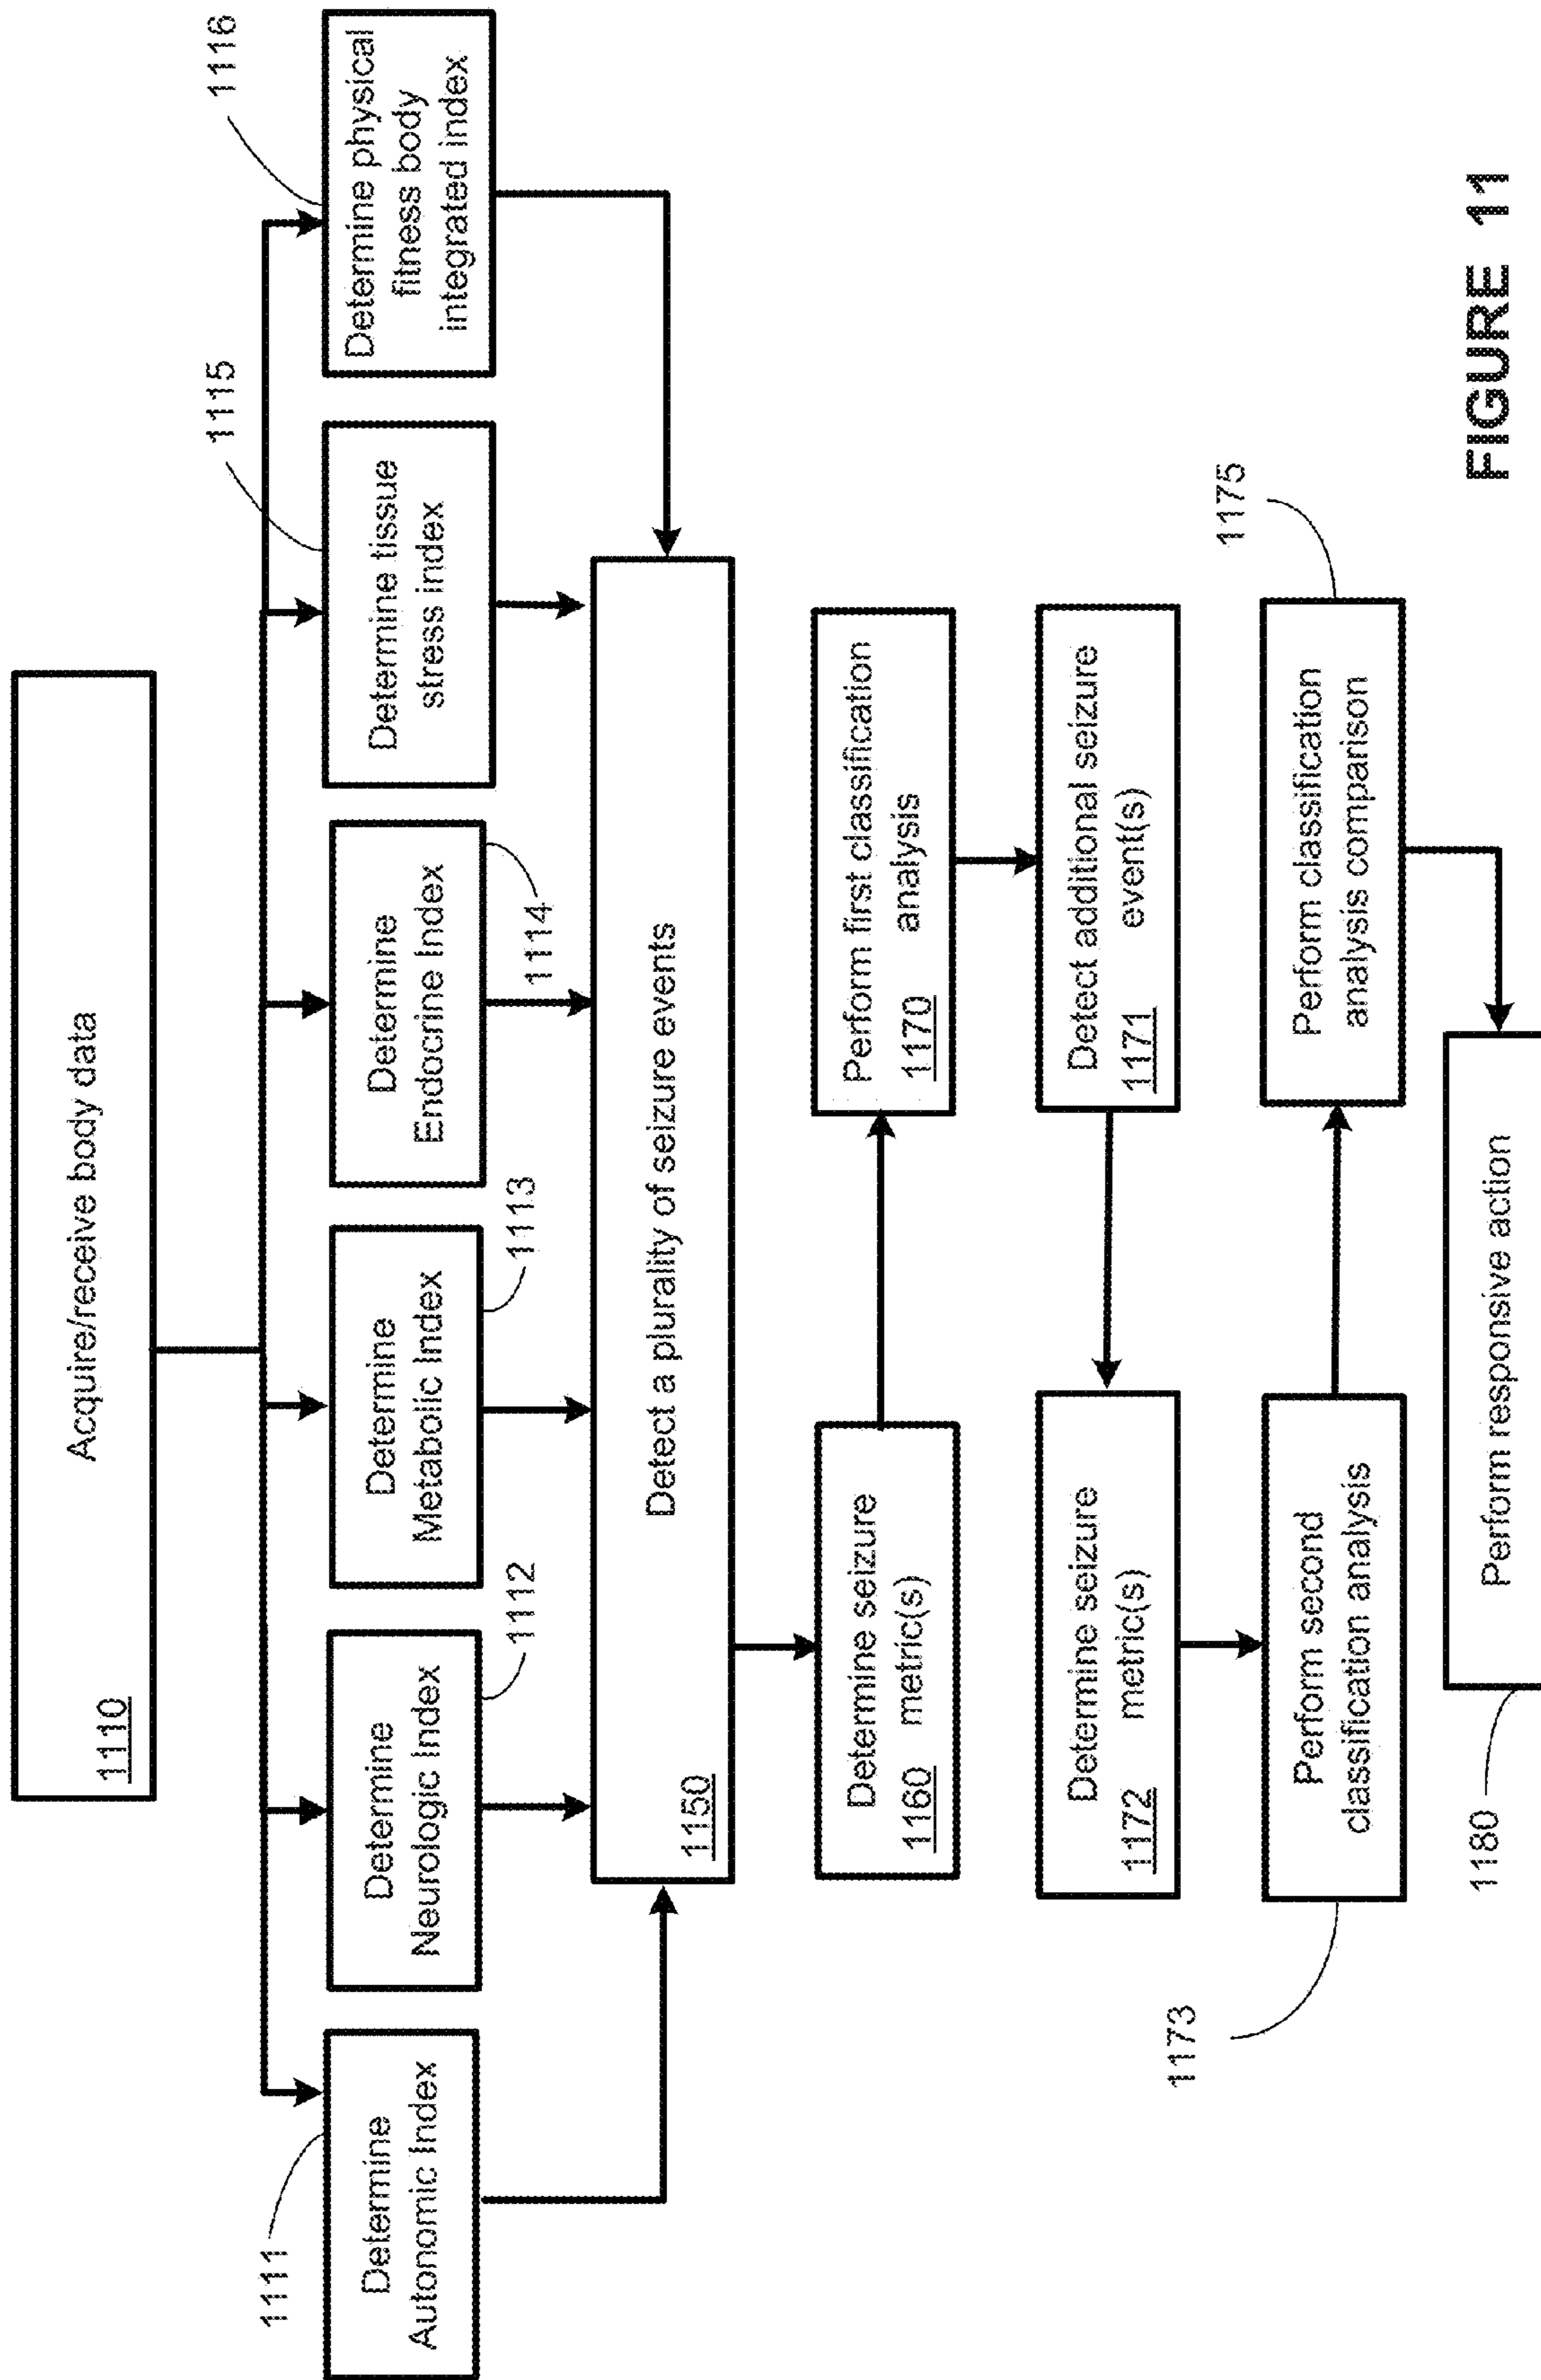 Acquire/receive body data
1110
1111
Determine
Autonomic Index
Determine
Neurologic Index
1112
Determine
Metabolic Index
1113
Determine
Endocrine Index
1114
Determine tissue
stress index
1115
Determine physical
fitness body
integrated index
1116
Detect a plurality of seizure events
1150
Determine seizure
1160 metric(s)
Perform first classification
1170 analysis
Detect additional seizure
1171 event(s)
Determine seizure
1172 metric(s)
Perform second
classification analysis
1173
Perform classification
analysis comparison
1175
Perform responsive action
1180
FIGURE 11